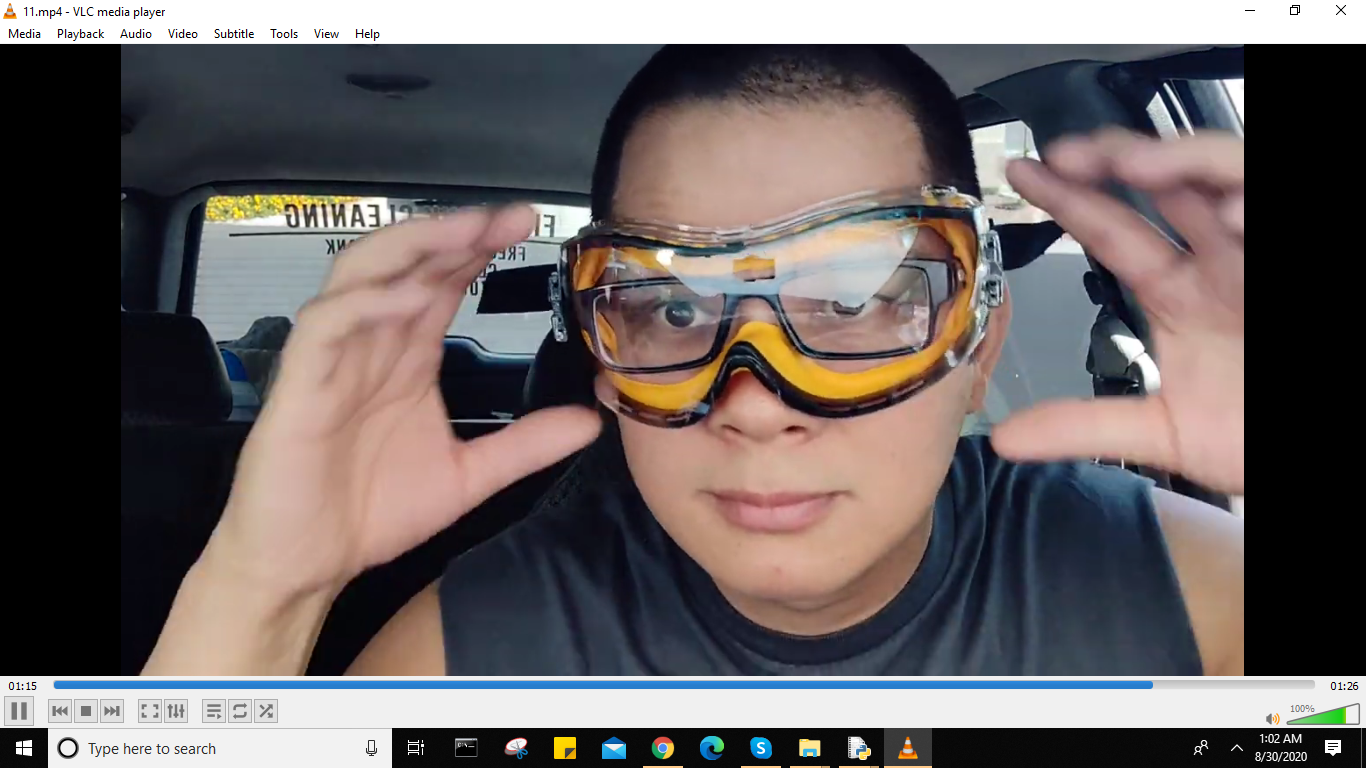 11.mp4 - VLC media player
Media Playback Audio Video Subtitle Tools View Help
CLEANING
01:15
01:26
100%
Type here to search
1:02 AM
8/30/2020